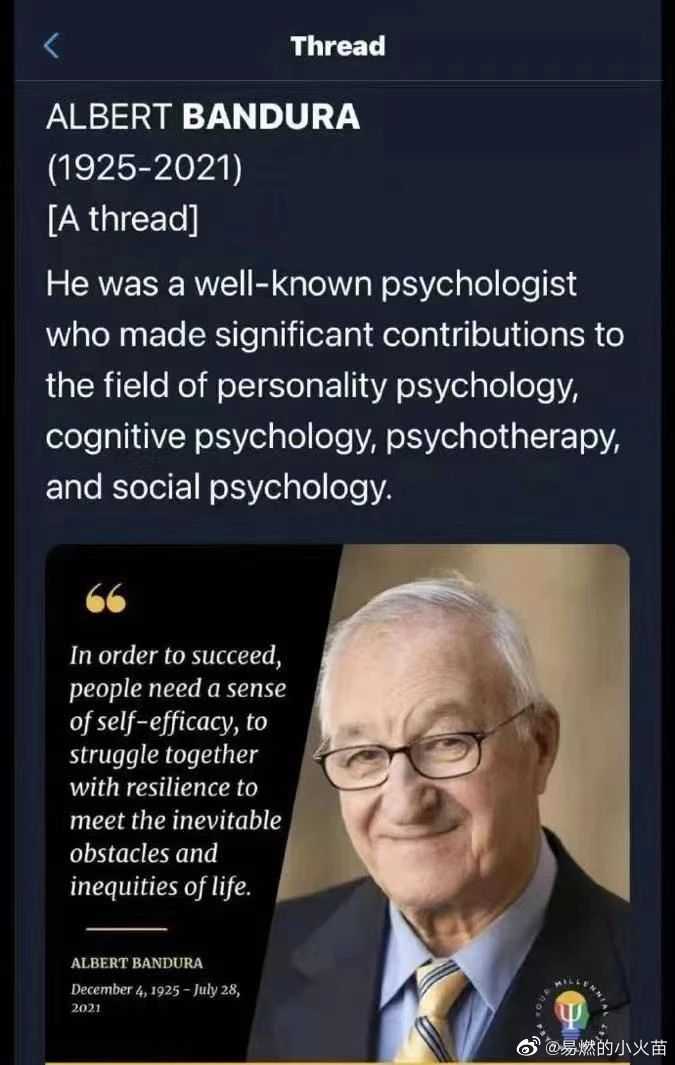 Thread
ALBERT BANDURA
(1925-2021)
[A thread]
He was a well-known psychologist
who made significant contributions to
the field of personality psychology,
cognitive psychology, psychotherapy,
and social psychology.
“
In order to succeed,
people need a sense
of self-efficacy, to
struggle together
with resilience to
meet the inevitable
obstacles and
inequities of life.
ALBERT BANDURA
December 4, 1925 – July 28,
2021
YOUR MILLENNIAL
Ψ
@易燃的小火苗